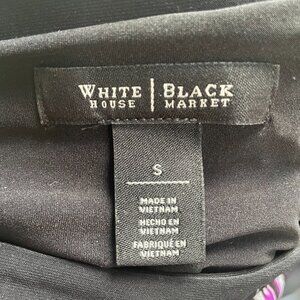 WHITE | BLACK
HOUSE | MARKET
S
MADE IN
VIETNAM
HECHO EN
VIETNAM
FABRIQUÉ EN
VIETNAM